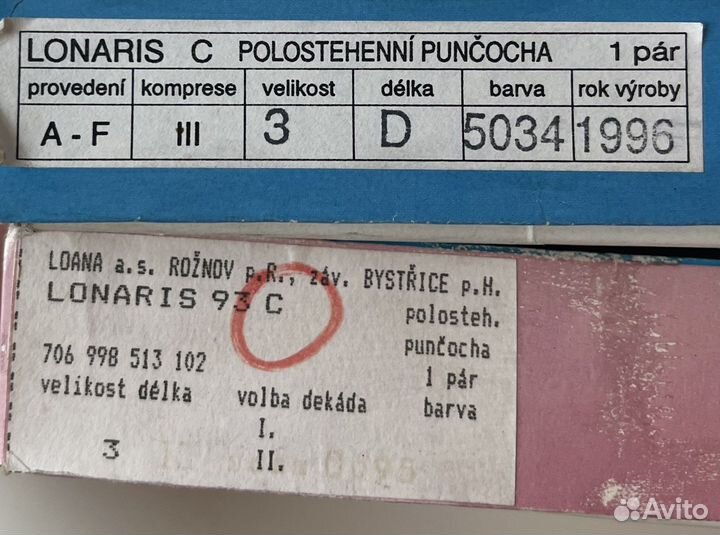 LONARIS C POLOSTEHENNÍ PUNČOCHA 1 pár
provedení komprese velikost délka barva rok výroby
A - F III 3 D 5034 1996
LOANA a.s. ROŽNOV p.R., záv. BYSTŘICE p.H.
LONARIS 93 C
polosteh.
punčocha
706 998 513 102
1 pár
velikost délka volba dekáda barva
I.
3 II.
Avito